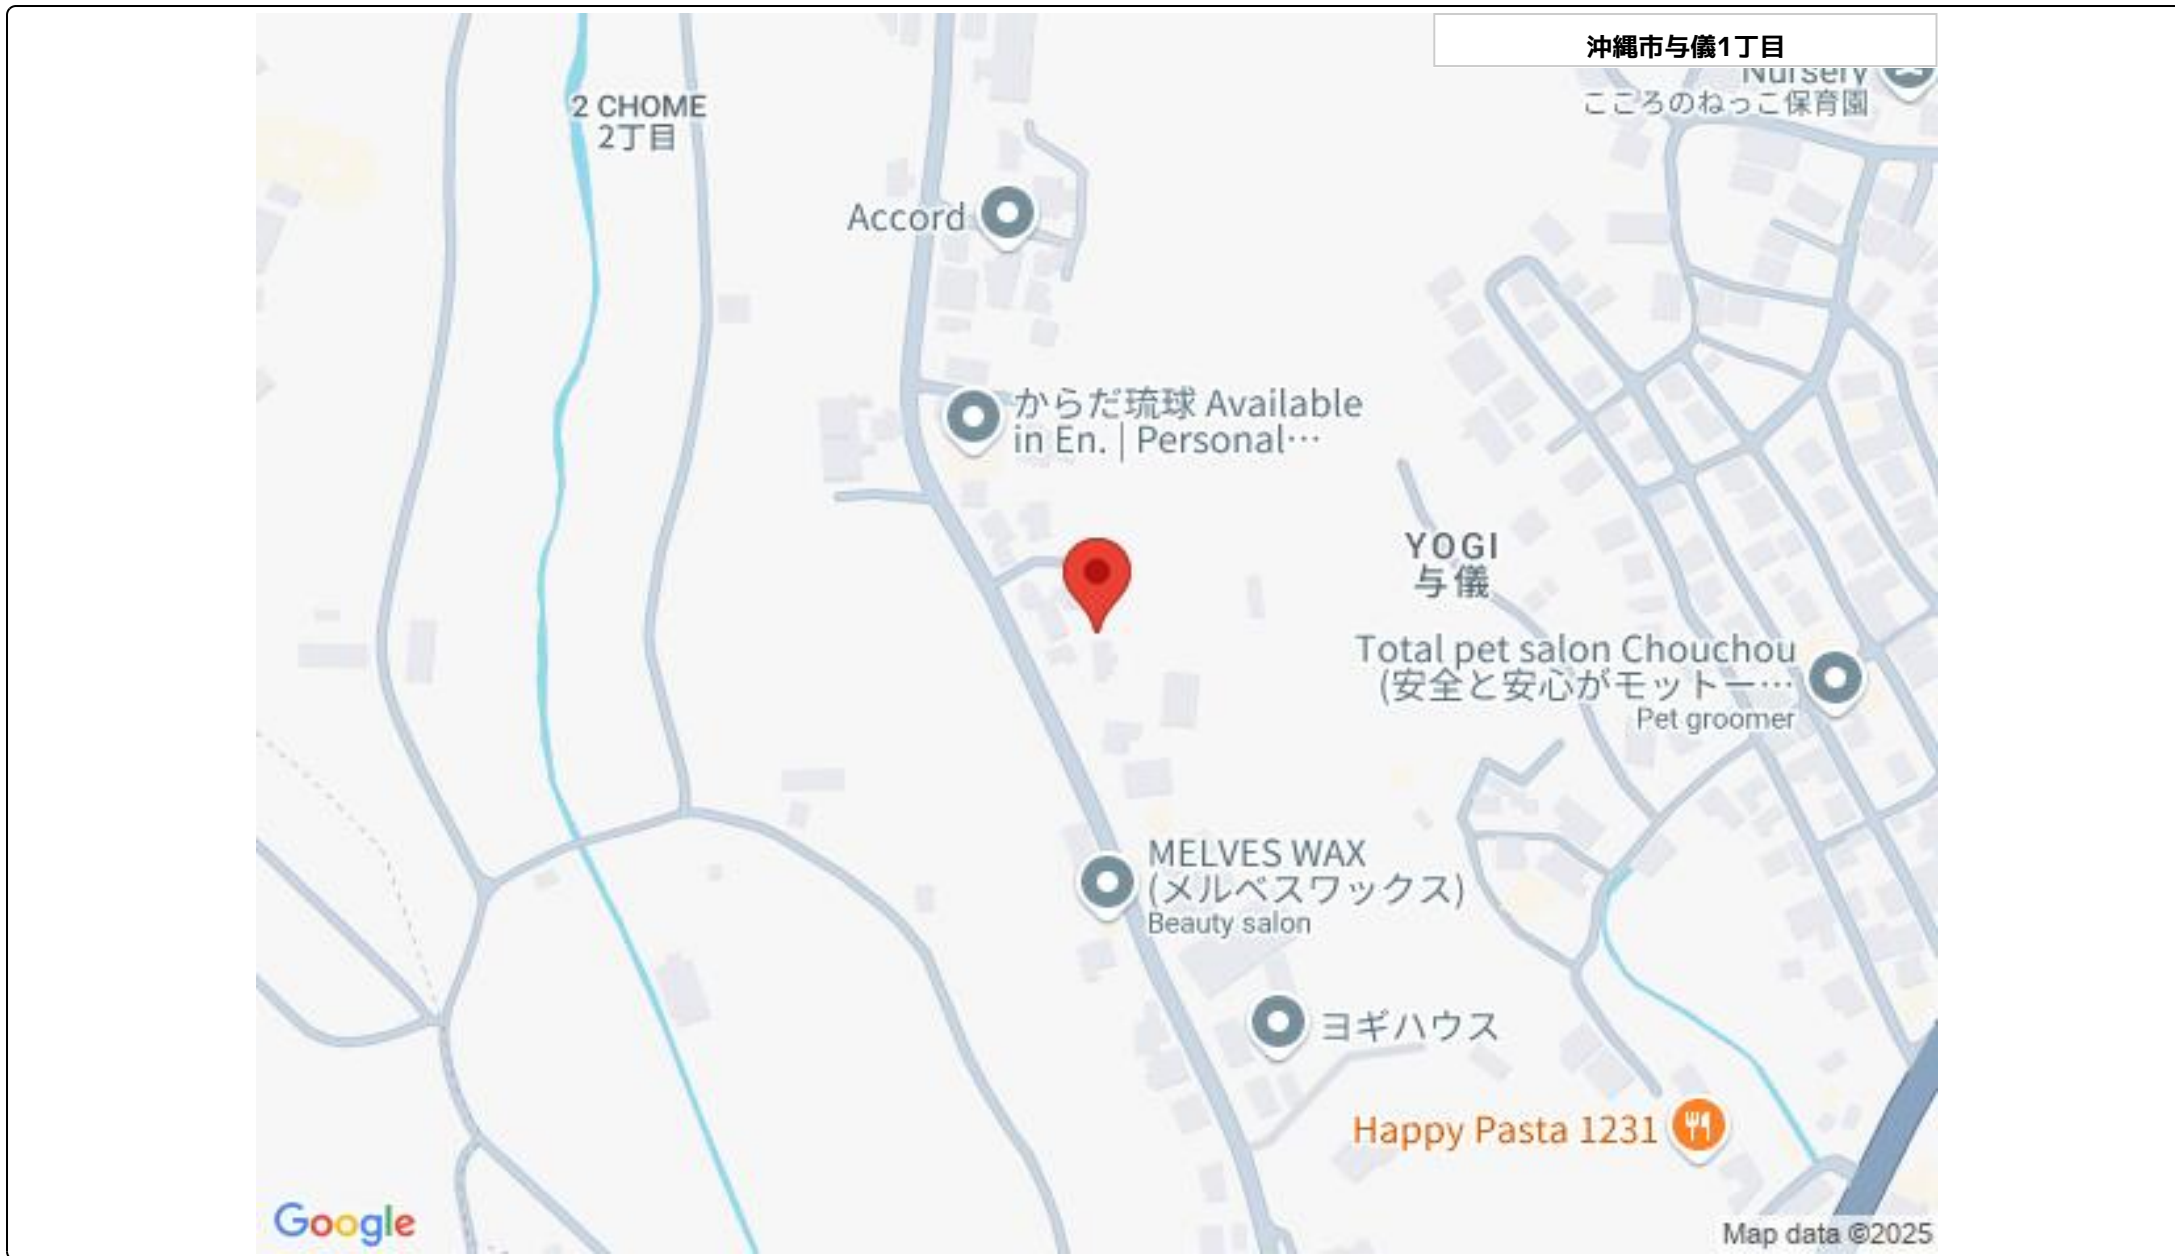 沖縄市与儀1丁目
Nursery
こころのねっこ保育園
2 CHOME
2丁目
Accord
からだ琉球 Available
in En. | Personal…
YOGI
与儀
Total pet salon Chouchou
(安全と安心がモットー…
Pet groomer
MELVES WAX
(メルベスワックス)
Beauty salon
ヨギハウス
Happy Pasta 1231
Google
Map data ©2025